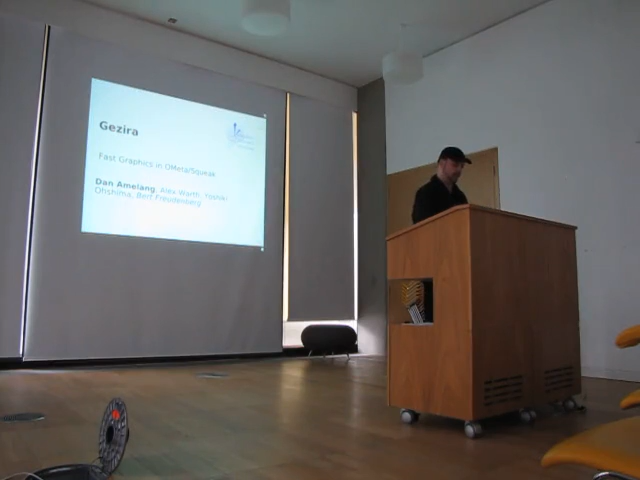 Gezira
Fast Graphics in OMeta/Squeak
Dan Amelang, Alex Warth, Yoshiki
Ohshima, Bert Freudenberg